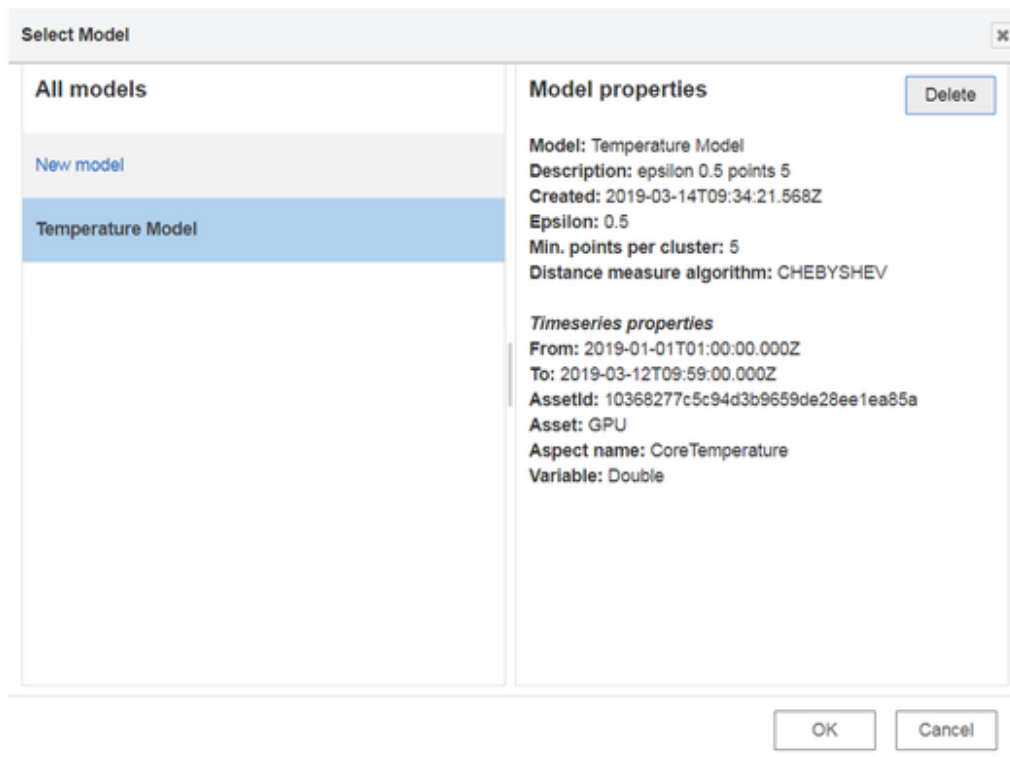 Select Model
All models
New model
Temperature Model
Model properties
Delete
Model: Temperature Model
Description: epsilon 0.5 points 5
Created: 2019-03-14T09:34:21.568Z
Epsilon: 0.5
Min. points per cluster: 5
Distance measure algorithm: CHEBYSHEV
Timeseries properties
From: 2019-01-01T01:00:00.000Z
To: 2019-03-12T09:59:00.000Z
AssetId: 10368277c5c94d3b9659de28ee1ea85a
Asset: GPU
Aspect name: CoreTemperature
Variable: Double
OK
Cancel